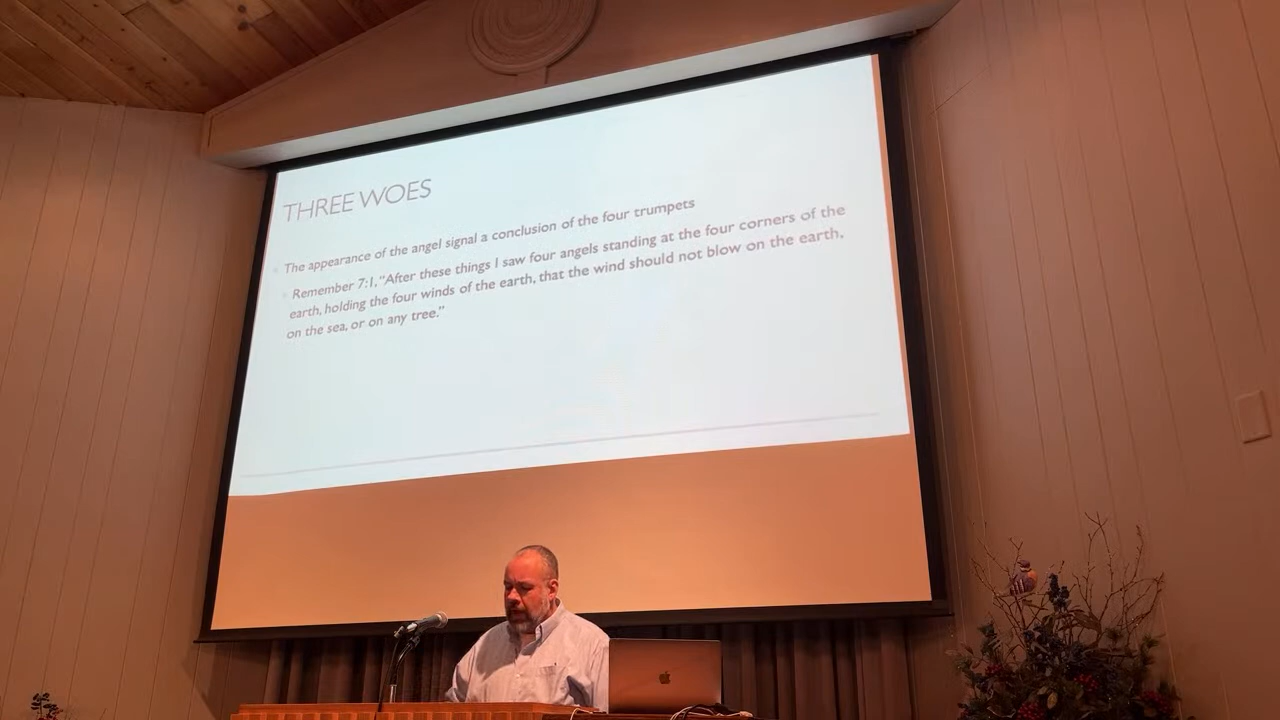 THREE WOES
The appearance of the angel signal a conclusion of the four trumpets
Remember 7:1, “After these things I saw four angels standing at the four corners of the
earth, holding the four winds of the earth, that the wind should not blow on the earth,
on the sea, or on any tree.”